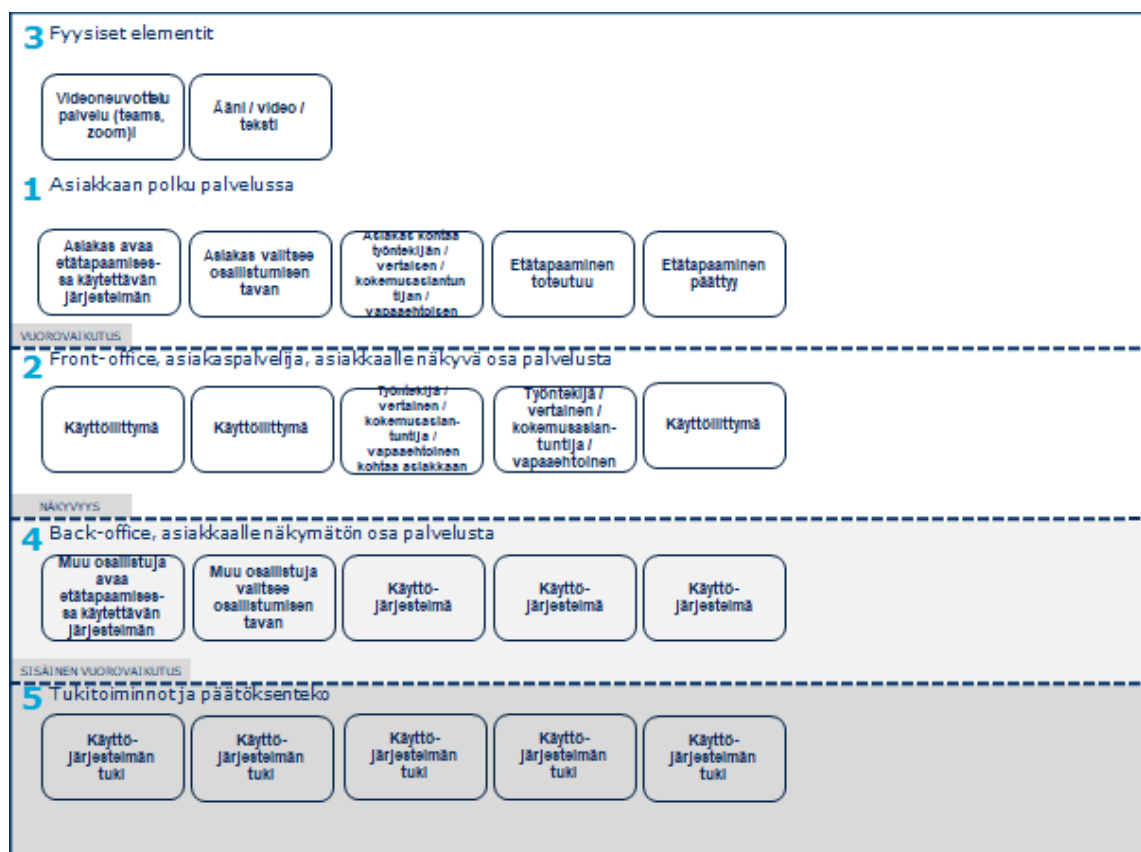 3 Fyysiset elementit
Videoneuvottelu
palvelu (teams,
zoom)l
Ääni / video /
teksti
1 Asiakkaan polku palvelussa
Asiakas avaa
etätapaamises-
sa käytettävän
järjestelmän
Asiakas valitsee
osallistumisen
tavan
Asiakas kohtaa
työntekijän /
vertaisen /
kokemusasiantun
tijan /
vapaaehtoisen
Etätapaaminen
toteutuu
Etätapaaminen
päättyy
VUOROVAIKUTUS
2 Front-office, asiakaspalvelija, asiakkaalle näkyvä osa palvelusta
Käyttöliittymä
Käyttöliittymä
Työntekijä /
vertainen /
kokemusasian-
tuntija /
vapaaehtoinen
kohtaa asiakkaan
Työntekijä /
vertainen /
kokemusasian-
tuntija /
vapaaehtoinen
Käyttöliittymä
NÄKYVYYS
4 Back-office, asiakkaalle näkymätön osa palvelusta
Muu osallistuja
avaa
etätapaamises-
sa käytettävän
järjestelmän
Muu osallistuja
valitsee
osallistumisen
tavan
Käyttö-
järjestelmä
Käyttö-
järjestelmä
Käyttö-
järjestelmä
SISÄINEN VUOROVAIKUTUS
5 Tukitoiminnot ja päätöksenteko
Käyttö-
järjestelmän
tuki
Käyttö-
järjestelmän
tuki
Käyttö-
järjestelmän
tuki
Käyttö-
järjestelmän
tuki
Käyttö-
järjestelmän
tuki